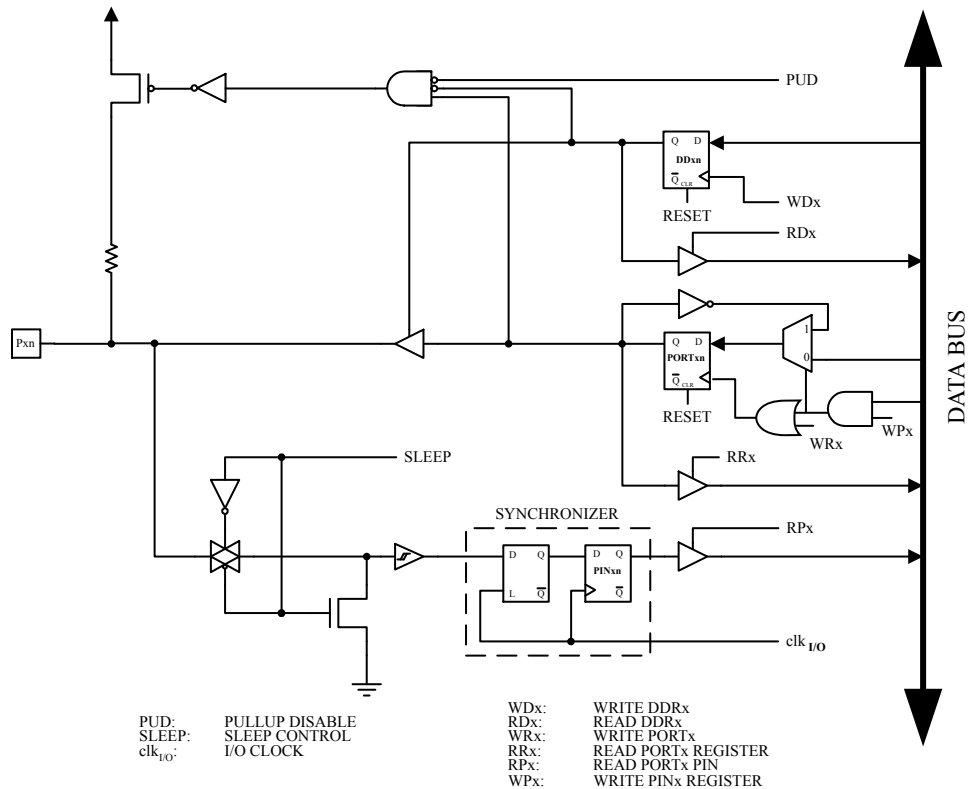 PUD
Q D
DDxn
Q CLR
WDx
RESET
RDx
Pxn
1
Q D
PORTxn
0
Q CLR
RESET
WRx
WPx
SLEEP
RRx
SYNCHRONIZER
RPx
D Q
D Q
PINxn
L Q
Q
clk I/O
DATA BUS
PUD: PULLUP DISABLE
SLEEP: SLEEP CONTROL
clkI/O: I/O CLOCK
WDx: WRITE DDRx
RDx: READ DDRx
WRx: WRITE PORTx
RRx: READ PORTx REGISTER
RPx: READ PORTx PIN
WPx: WRITE PINx REGISTER